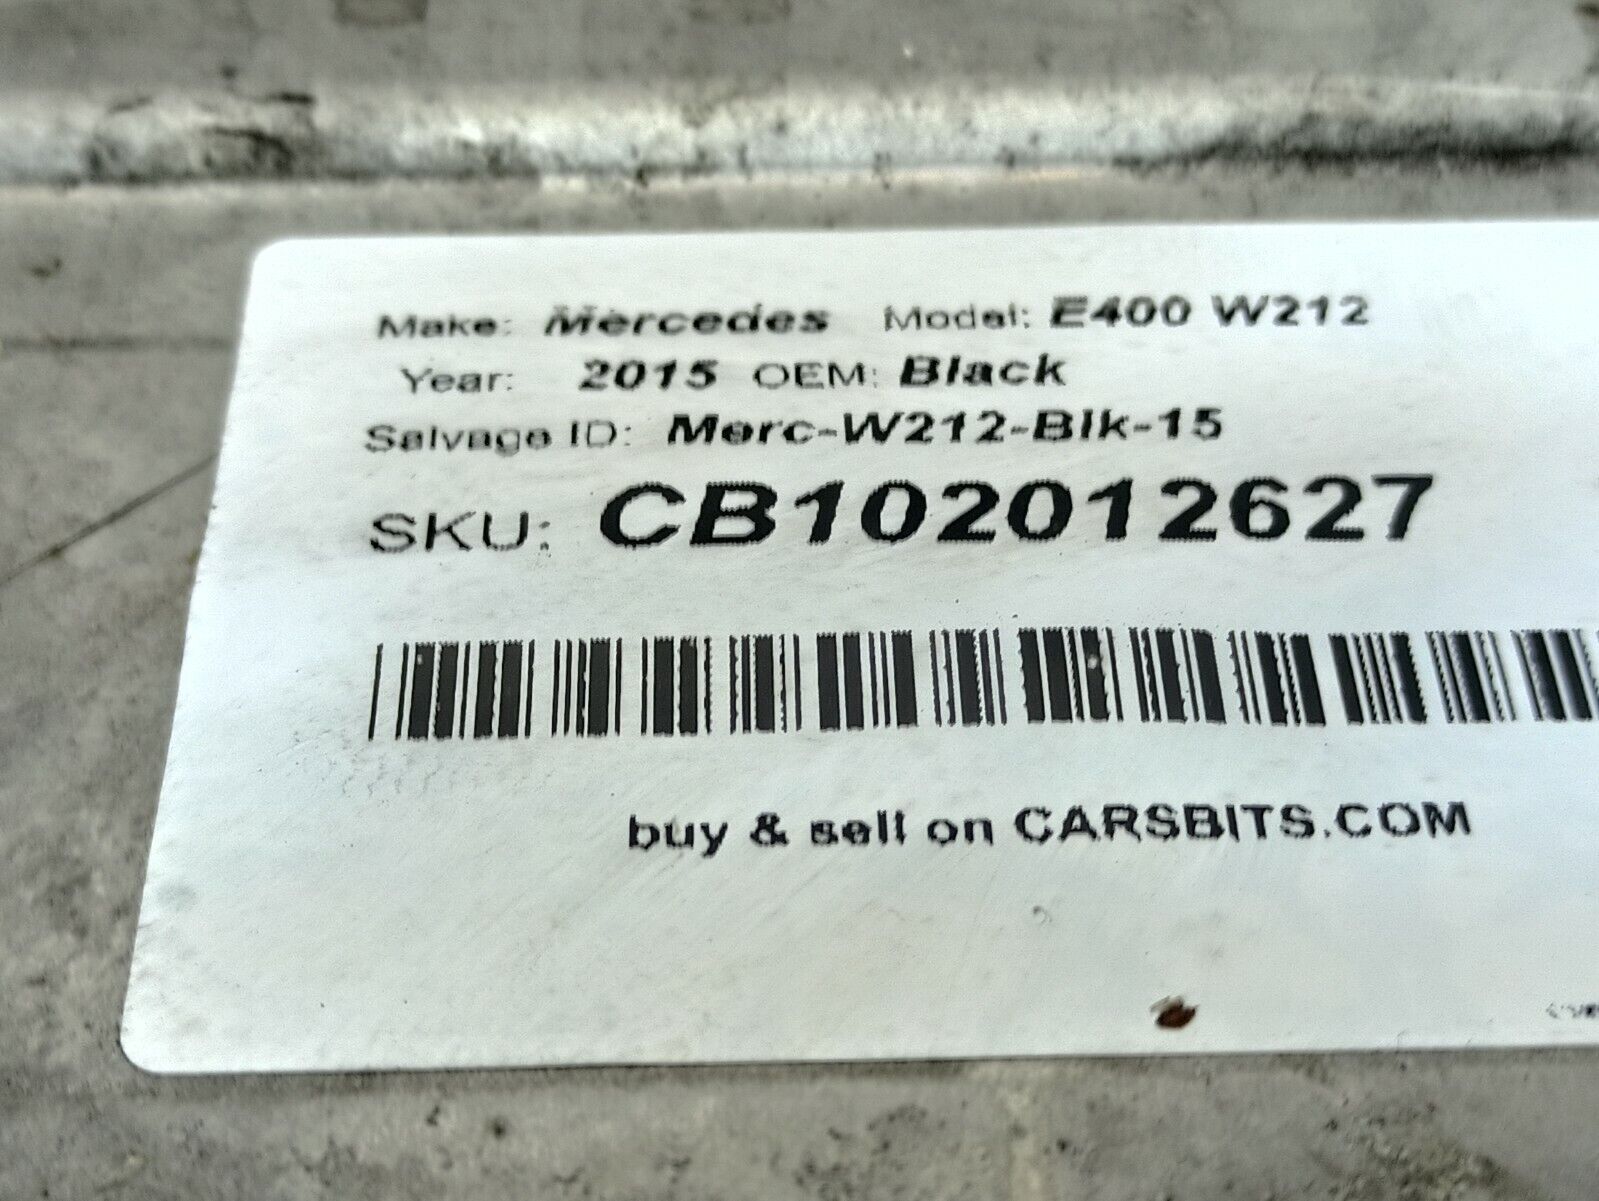 Make: Mercedes Model: E400 W212
Year: 2015 OEM: Black
Salvage ID: Merc-W212-Blk-15
SKU: CB102012627
buy & sell on CARSBITS.COM